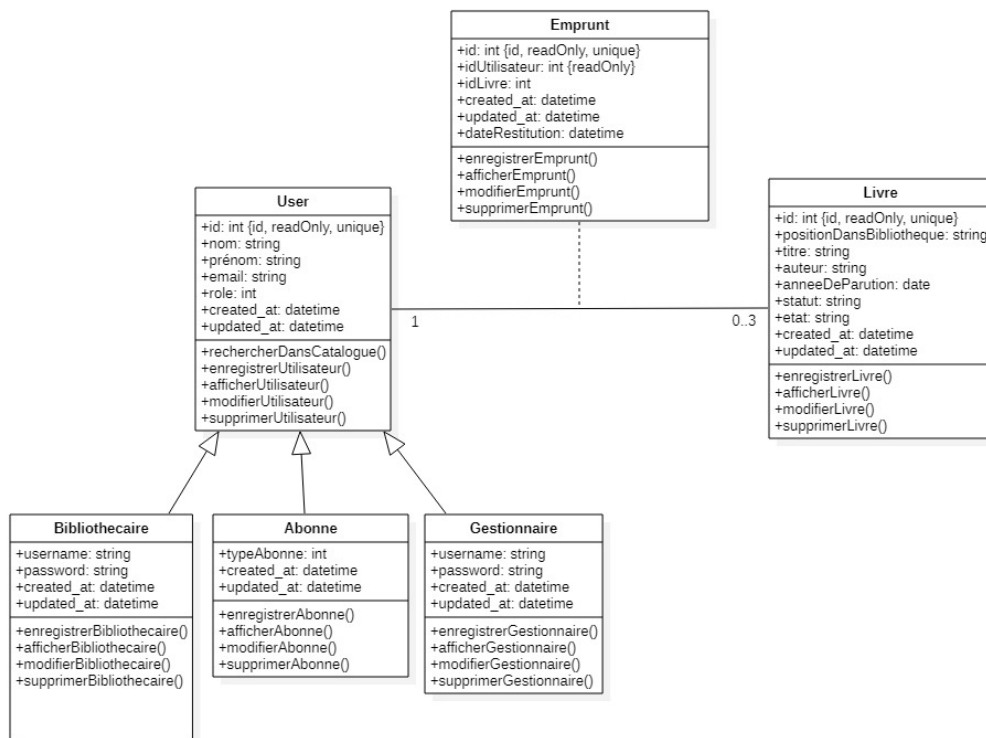 Emprunt
+id: int {id, readOnly, unique}
+idUtilisateur: int {readOnly}
+idLivre: int
+created_at: datetime
+updated_at: datetime
+dateRestitution: datetime
+enregistrerEmprunt()
+afficherEmprunt()
+modifierEmprunt()
+supprimerEmprunt()
User
+id: int {id, readOnly, unique}
+nom: string
+prénom: string
+email: string
+role: int
+created_at: datetime
+updated_at: datetime
+rechercherDansCatalogue()
+enregistrerUtilisateur()
+afficherUtilisateur()
+modifierUtilisateur()
+supprimerUtilisateur()
1
0..3
Livre
+id: int {id, readOnly, unique}
+positionDansBibliotheque: string
+titre: string
+auteur: string
+anneeDeParution: date
+statut: string
+etat: string
+created_at: datetime
+updated_at: datetime
+enregistrerLivre()
+afficherLivre()
+modifierLivre()
+supprimerLivre()
Bibliothecaire
+username: string
+password: string
+created_at: datetime
+updated_at: datetime
+enregistrerBibliothecaire()
+afficherBibliothecaire()
+modifierBibliothecaire()
+supprimerBibliothecaire()
Abonne
+typeAbonne: int
+created_at: datetime
+updated_at: datetime
+enregistrerAbonne()
+afficherAbonne()
+modifierAbonne()
+supprimerAbonne()
Gestionnaire
+username: string
+password: string
+created_at: datetime
+updated_at: datetime
+enregistrerGestionnaire()
+afficherGestionnaire()
+modifierGestionnaire()
+supprimerGestionnaire()